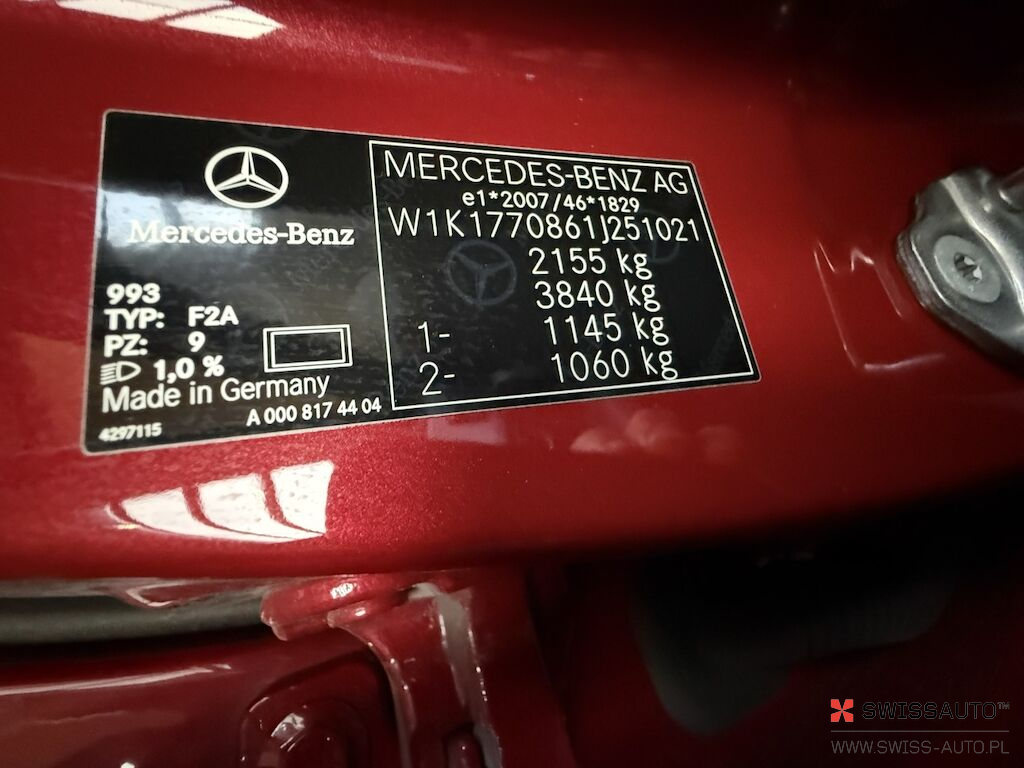 Mercedes-Benz
993
TYP: F2A
PZ: 9
1,0 %
Made in Germany
A 000 817 44 04
4297115
MERCEDES-BENZ AG
e1*2007/46*1829
W1K1770861J251021
2155 kg
3840 kg
1- 1145 kg
2- 1060 kg
SWISSAUTO™
WWW.SWISS-AUTO.PL